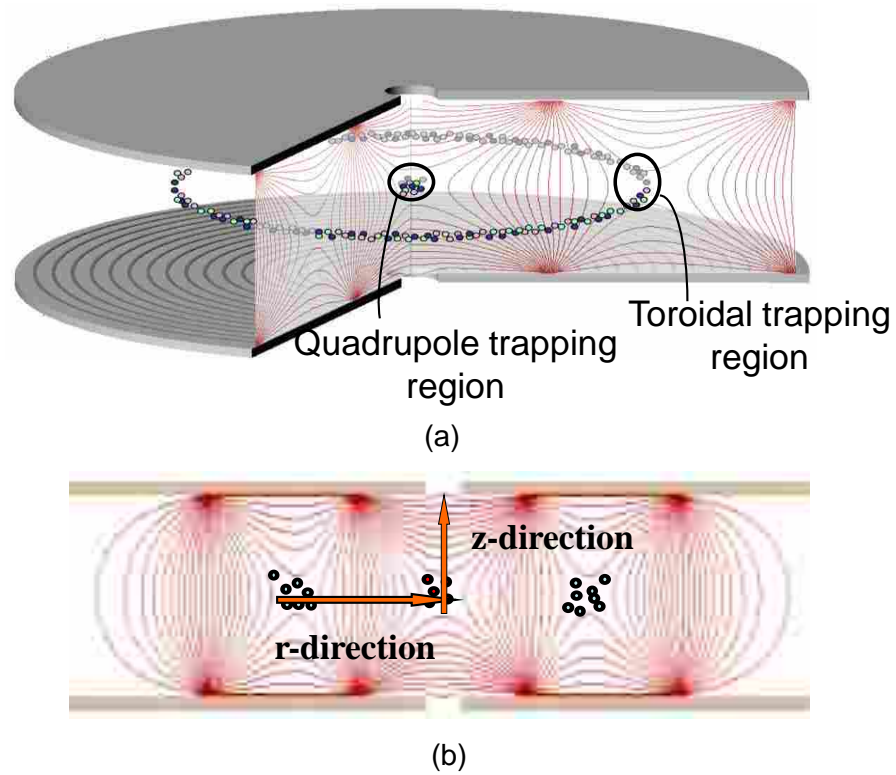 Quadrupole trapping
region
Toroidal trapping
region
(a)
z-direction
r-direction
(b)